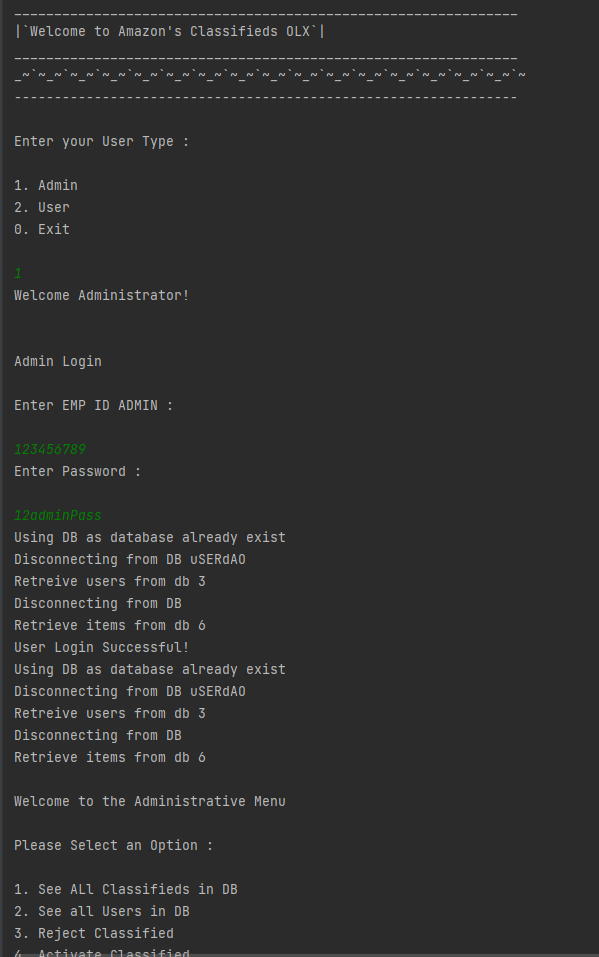 _______________________________________________________________
|`Welcome to Amazon's Classifieds OLX`|
_______________________________________________________________
_~`~_~`~_~`~_~`~_~`~_~`~_~`~_~`~_~`~_~`~_~`~_~`~_~`~_~`~_~`~_~`~
---------------------------------------------------------------
Enter your User Type :
1. Admin
2. User
0. Exit
1
Welcome Administrator!
Admin Login
Enter EMP ID ADMIN :
123456789
Enter Password :
12adminPass
Using DB as database already exist
Disconnecting from DB uSERdAO
Retreive users from db 3
Disconnecting from DB
Retrieve items from db 6
User Login Successful!
Using DB as database already exist
Disconnecting from DB uSERdAO
Retreive users from db 3
Disconnecting from DB
Retrieve items from db 6
Welcome to the Administrative Menu
Please Select an Option :
1. See ALl Classifieds in DB
2. See all Users in DB
3. Reject Classified
4. Activate Classified